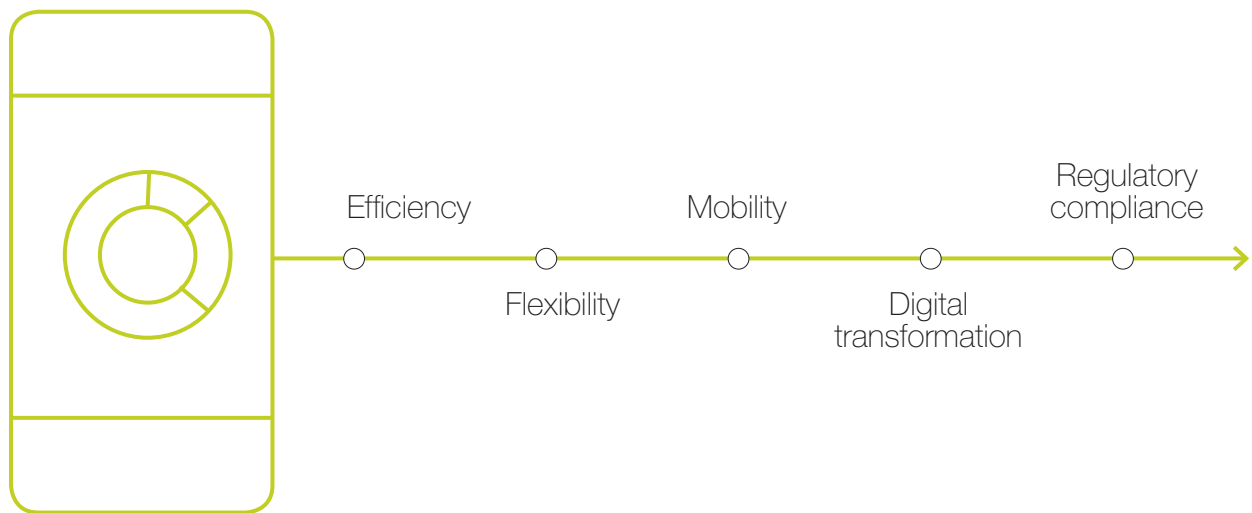 Efficiency
Flexibility
Mobility
Digital
transformation
Regulatory
compliance